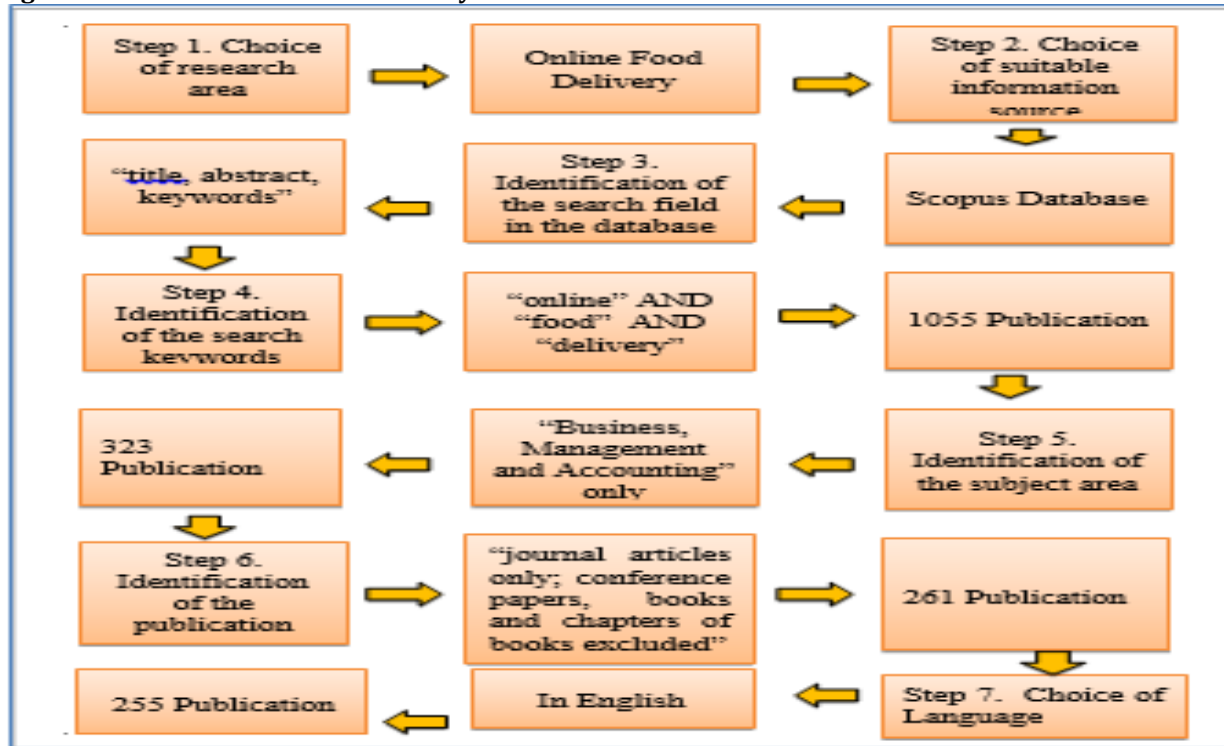 Step 1. Choice
of research
area
Online Food
Delivery
Step 2. Choice
of suitable
information
source
Scopus Database
Step 3.
Identification of
the search field
in the database
“title, abstract,
keywords”
Step 4.
Identification
of the search
keywords
“online” AND
“food” AND
“delivery”
1055 Publication
Step 5.
Identification of
the subject area
“Business,
Management
and Accounting”
only
323
Publication
Step 6.
Identification
of the
publication
“journal articles
only; conference
papers, books
and chapters of
books excluded”
261 Publication
Step 7. Choice of
Language
In English
255 Publication